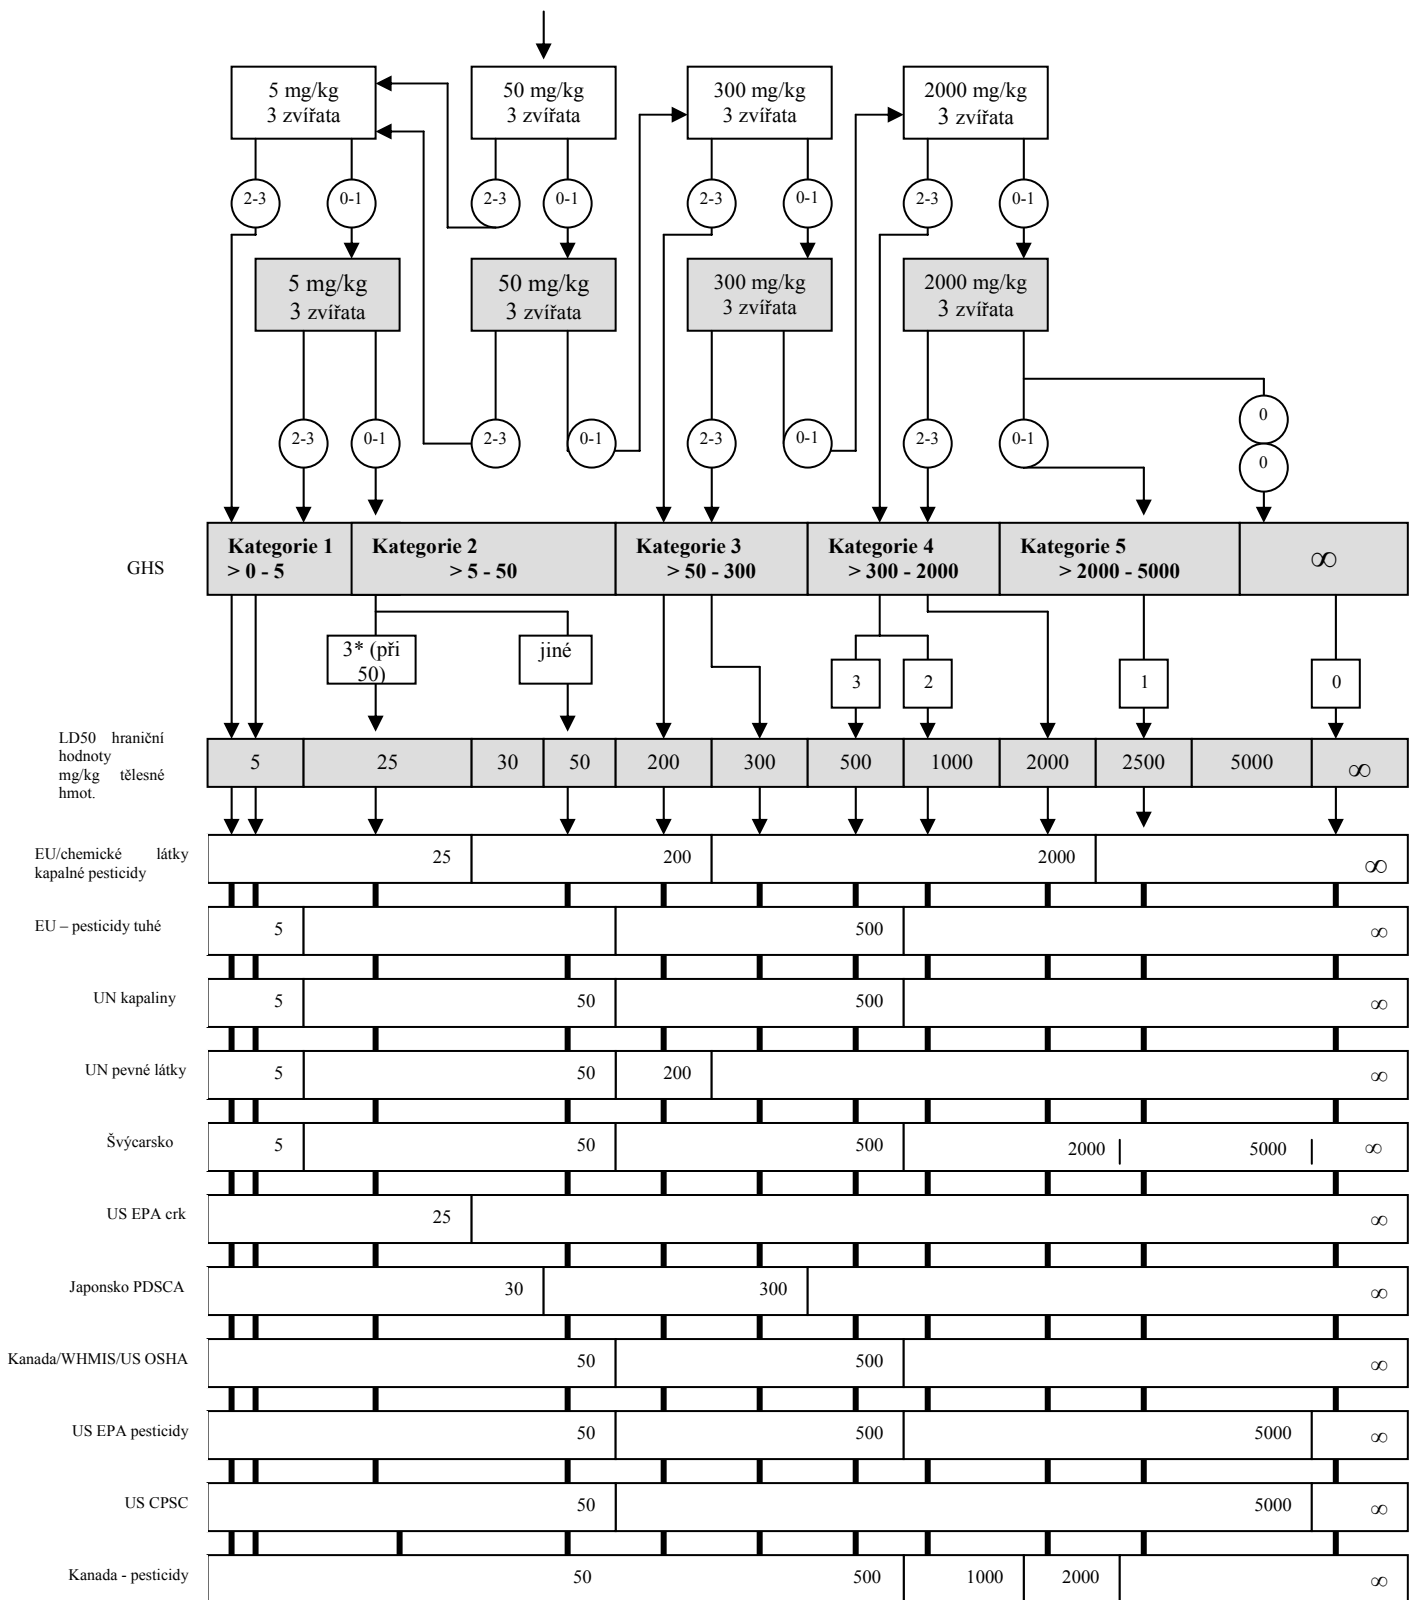 5 mg/kg
3 zvířata
50 mg/kg
3 zvířata
300 mg/kg
3 zvířata
2000 mg/kg
3 zvířata
2-3
0-1
2-3
0-1
2-3
0-1
2-3
0-1
5 mg/kg
3 zvířata
50 mg/kg
3 zvířata
300 mg/kg
3 zvířata
2000 mg/kg
3 zvířata
2-3
0-1
2-3
0-1
2-3
0-1
2-3
0-1
0
0
GHS
Kategorie 1
> 0 - 5
Kategorie 2
> 5 - 50
Kategorie 3
> 50 - 300
Kategorie 4
> 300 - 2000
Kategorie 5
> 2000 - 5000
∞
3* (při
50)
jiné
3
2
1
0
LD50 hraniční
hodnoty
mg/kg tělesné
hmot.
5
25
30
50
200
300
500
1000
2000
2500
5000
∞
EU/chemické látky
kapalné pesticidy
25
200
2000
∞
EU – pesticidy tuhé
5
500
∞
UN kapaliny
5
50
500
∞
UN pevné látky
5
50
200
∞
Švýcarsko
5
50
500
2000
5000
∞
US EPA crk
25
∞
Japonsko PDSCA
30
300
∞
Kanada/WHMIS/US OSHA
50
500
∞
US EPA pesticidy
50
500
5000
∞
US CPSC
50
5000
∞
Kanada - pesticidy
50
500
1000
2000
∞